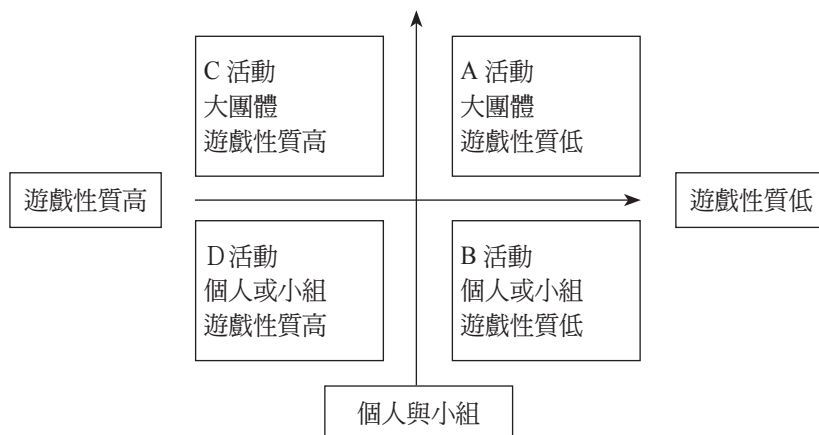 C 活動
大團體
遊戲性質高
A 活動
大團體
遊戲性質低
遊戲性質高
遊戲性質低
D活動
個人或小組
遊戲性質高
B 活動
個人或小組
遊戲性質低
個人與小組